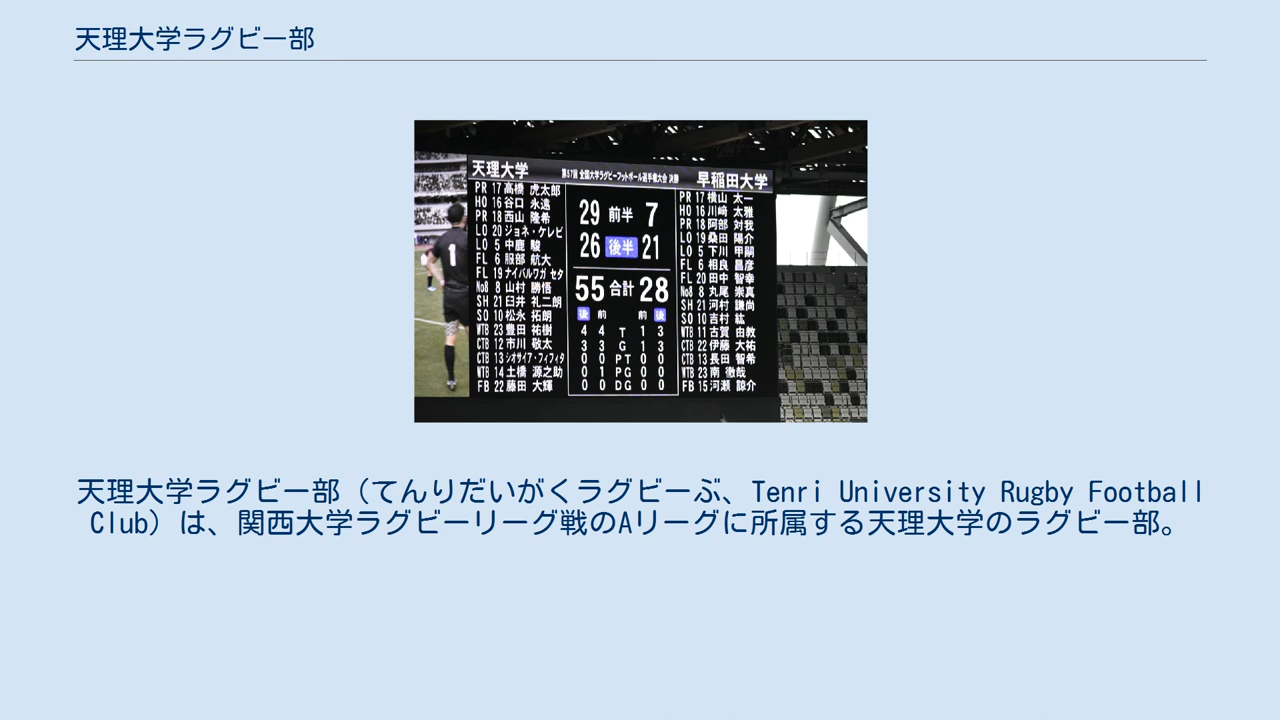 天理大学ラグビー部
天理大学 第57回 全国大学ラグビーフットボール選手権大会 決勝 早稲田大学
PR 17 高橋 虎太郎
HO 16 谷口 永遠
PR 18 西山 隆希
LO 20 ジョネ・ケレビ
LO 5 中鹿 駿
FL 6 服部 航大
FL 19 ナイバルワガ セタ
No8 8 山村 勝悟
SH 21 臼井 礼二朗
SO 10 松永 拓朗
WTB 23 豊田 祐樹
CTB 12 市川 敬太
CTB 13 シオサイア・フィフィタ
WTB 14 土橋 源之助
FB 22 藤田 大輝
29 前半 7
26 後半 21
55 合計 28
後 前 前 後
4 4 T 1 3
3 3 G 1 3
0 0 PT 0 0
0 1 PG 0 0
0 0 DG 0 0
PR 17 横山 太一
HO 16 川﨑 太雅
PR 18 阿部 対我
LO 19 桑田 陽介
LO 5 下川 甲嗣
FL 6 相良 昌彦
FL 20 田中 智幸
No8 8 丸尾 崇真
SH 21 河村 謙尚
SO 10 吉村 紘
WTB 11 古賀 由教
CTB 22 伊藤 大祐
CTB 13 長田 智希
WTB 23 南 徹哉
FB 15 河瀬 諒介
1
天理大学ラグビー部（てんりだいがくラグビーぶ、Tenri University Rugby Football
Club）は、関西大学ラグビーリーグ戦のAリーグに所属する天理大学のラグビー部。